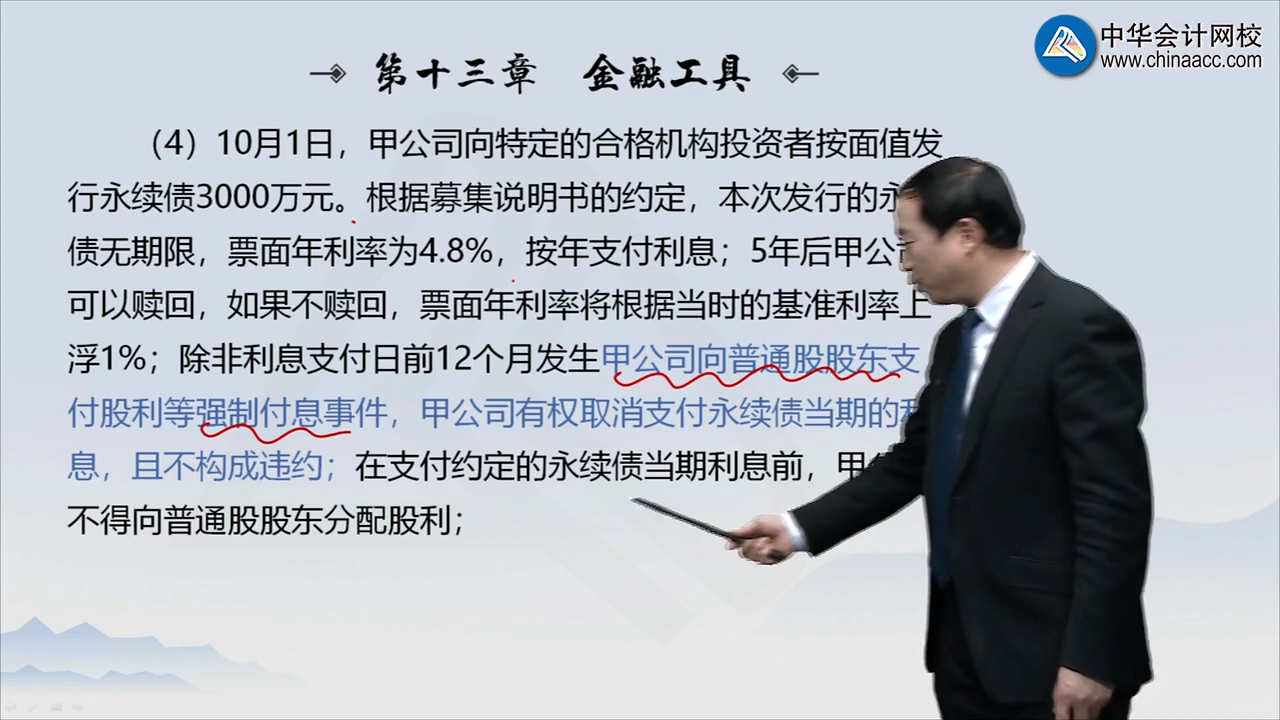 中华会计网校
www.chinaacc.com
第十三章 金融工具
（4）10月1日，甲公司向特定的合格机构投资者按面值发
行永续债3000万元。根据募集说明书的约定，本次发行的永
债无期限，票面年利率为4.8%，按年支付利息；5年后甲公
可以赎回，如果不赎回，票面年利率将根据当时的基准利率上
浮1%；除非利息支付日前12个月发生甲公司向普通股股东支
付股利等强制付息事件，甲公司有权取消支付永续债当期的利
息，且不构成违约；在支付约定的永续债当期利息前，甲
不得向普通股股东分配股利；